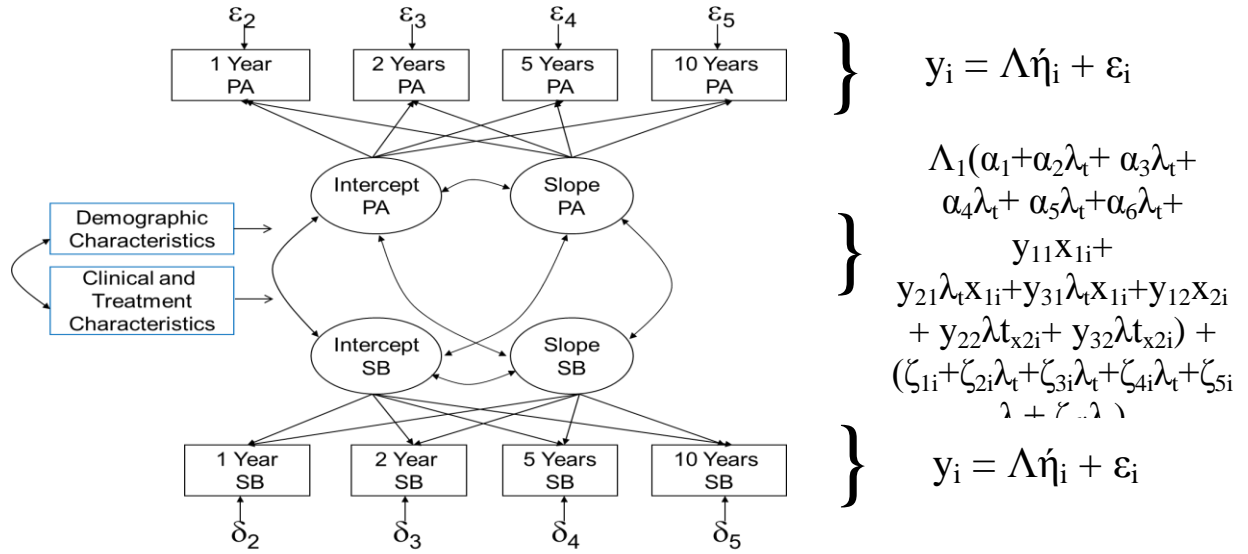 ε₂ ε₃ ε₄ ε₅
1 Year PA
2 Years PA
5 Years PA
10 Years PA
} yᵢ = Λή̇ᵢ + εᵢ
Intercept PA
Slope PA
Demographic Characteristics
Clinical and Treatment Characteristics
Intercept SB
Slope SB
} Λ₁(α₁+α₂λₜ+ α₃λₜ+
α₄λₜ+ α₅λₜ+α₆λₜ+
y₁₁x₁ᵢ+
y₂₁λₜx₁ᵢ+y₃₁λₜx₁ᵢ+y₁₂x₂ᵢ
+ y₂₂λtₓ₂ᵢ+ y₃₂λtₓ₂ᵢ) +
(ζ₁ᵢ+ζ₂ᵢλₜ+ζ₃ᵢλₜ+ζ₄ᵢλₜ+ζ₅ᵢ
1 Year SB
2 Year SB
5 Years SB
10 Years SB
} yᵢ = Λήᵢ + εᵢ
δ₂ δ₃ δ₄ δ₅